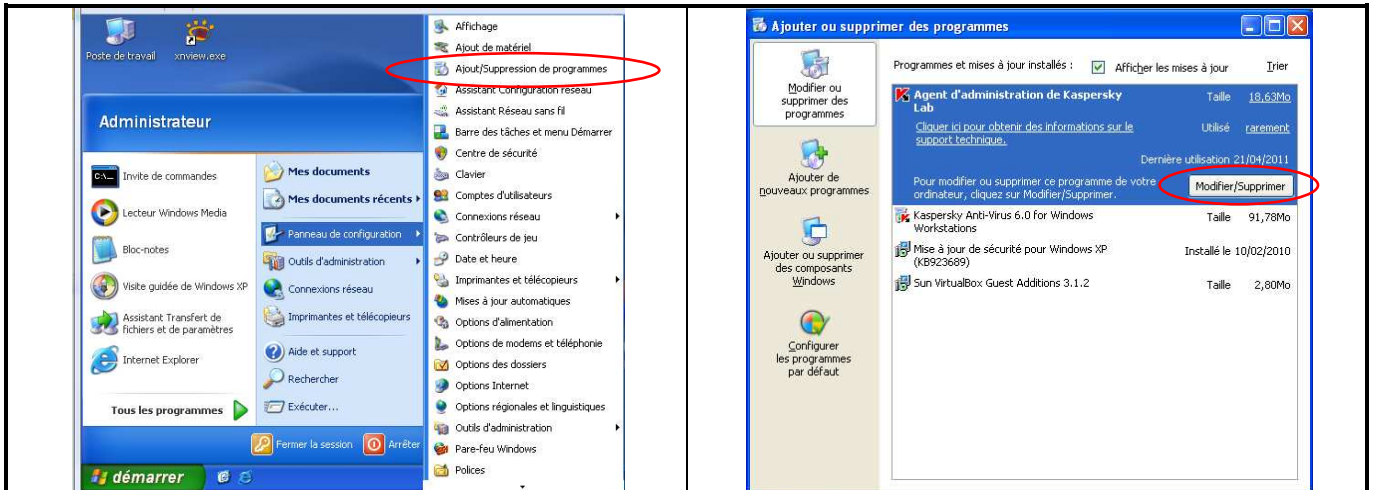 Poste de travail
xnview.exe
Administrateur
Invite de commandes
Lecteur Windows Media
Bloc-notes
Visite guidée de Windows XP
Assistant Transfert de
fichiers et de paramètres
Internet Explorer
Tous les programmes
Mes documents
Mes documents récents
Panneau de configuration
Outils d'administration
Connexions réseau
Imprimantes et télécopieurs
Aide et support
Rechercher
Exécuter...
Fermer la session
Arrêter
démarrer
Affichage
Ajout de matériel
Ajout/Suppression de programmes
Assistant Configuration réseau
Assistant Réseau sans fil
Barre des tâches et menu Démarrer
Centre de sécurité
Clavier
Comptes d'utilisateurs
Connexions réseau
Contrôleurs de jeu
Date et heure
Imprimantes et télécopieurs
Mises à jour automatiques
Options d'alimentation
Options de modems et téléphonie
Options des dossiers
Options Internet
Options régionales et linguistiques
Outils d'administration
Pare-feu Windows
Polices
Ajouter ou supprimer des programmes
Modifier ou
supprimer des
programmes
Ajouter de
nouveaux programmes
Ajouter ou supprimer
des composants
Windows
Configurer
les programmes
par défaut
Programmes et mises à jour installés :
Afficher les mises à jour
Trier
Agent d'administration de Kaspersky
Lab
Taille 18,63Mo
Cliquer ici pour obtenir des informations sur le
support technique.
Utilisé rarement
Dernière utilisation 21/04/2011
Pour modifier ou supprimer ce programme de votre
ordinateur, cliquez sur Modifier/Supprimer.
Modifier/Supprimer
Kaspersky Anti-Virus 6.0 for Windows
Workstations
Taille 91,78Mo
Mise à jour de sécurité pour Windows XP
(KB923689)
Installé le 10/02/2010
Sun VirtualBox Guest Additions 3.1.2
Taille 2,80Mo